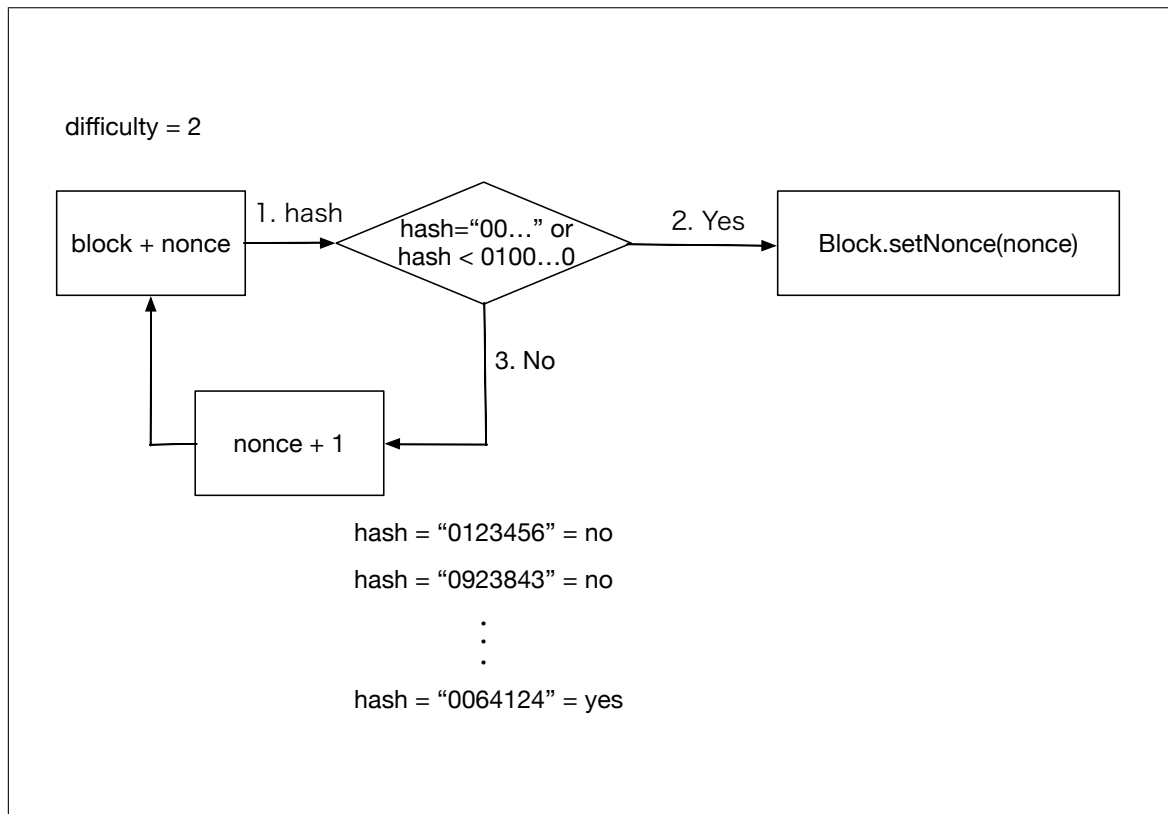 difficulty = 2
block + nonce
1. hash
hash=“00...” or
hash < 0100...0
2. Yes
Block.setNonce(nonce)
3. No
nonce + 1
hash = “0123456” = no
hash = “0923843” = no
hash = “0064124” = yes